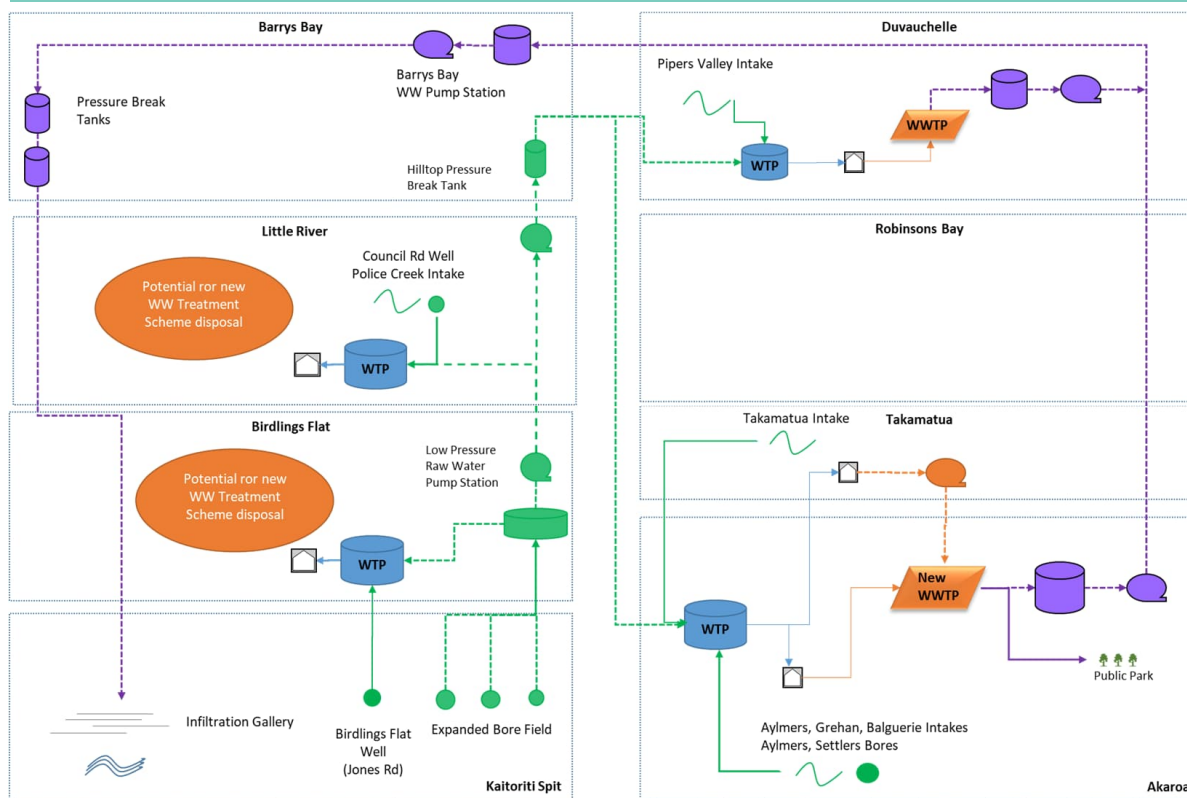 Barrys Bay
Barrys Bay
WW Pump Station
Pressure Break
Tanks
Hilltop Pressure
Break Tank
Little River
Council Rd Well
Police Creek Intake
Potential ror new
WW Treatment
Scheme disposal
WTP
Birdlings Flat
Low Pressure
Raw Water
Pump Station
Potential ror new
WW Treatment
Scheme disposal
WTP
Infiltration Gallery
Birdlings Flat
Well
(Jones Rd)
Expanded Bore Field
Kaitoriti Spit
Duvauchelle
Pipers Valley Intake
WWTP
WTP
Robinsons Bay
Takamatua Intake
Takamatua
New
WWTP
WTP
Public Park
Aylmers, Grehan, Balguerie Intakes
Aylmers, Settlers Bores
Akaroa